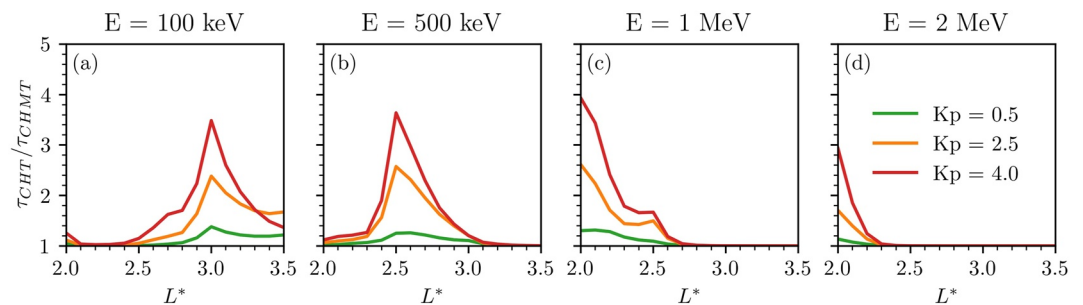 E = 100 keV E = 500 keV E = 1 MeV E = 2 MeV
5 (a) (b) (c) (d)
4
3
2
1
τ_CHT/τ_CHMT
Kp = 0.5
Kp = 2.5
Kp = 4.0
2.0 2.5 3.0 3.5 2.0 2.5 3.0 3.5 2.0 2.5 3.0 3.5 2.0 2.5 3.0 3.5
L* L* L* L*